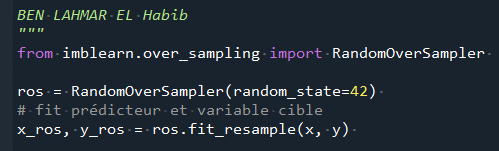 BEN LAHMAR EL Habib
"""
from imblearn.over_sampling import RandomOverSampler
ros = RandomOverSampler(random_state=42)
# fit prédicteur et variable cible
x_ros, y_ros = ros.fit_resample(x, y)